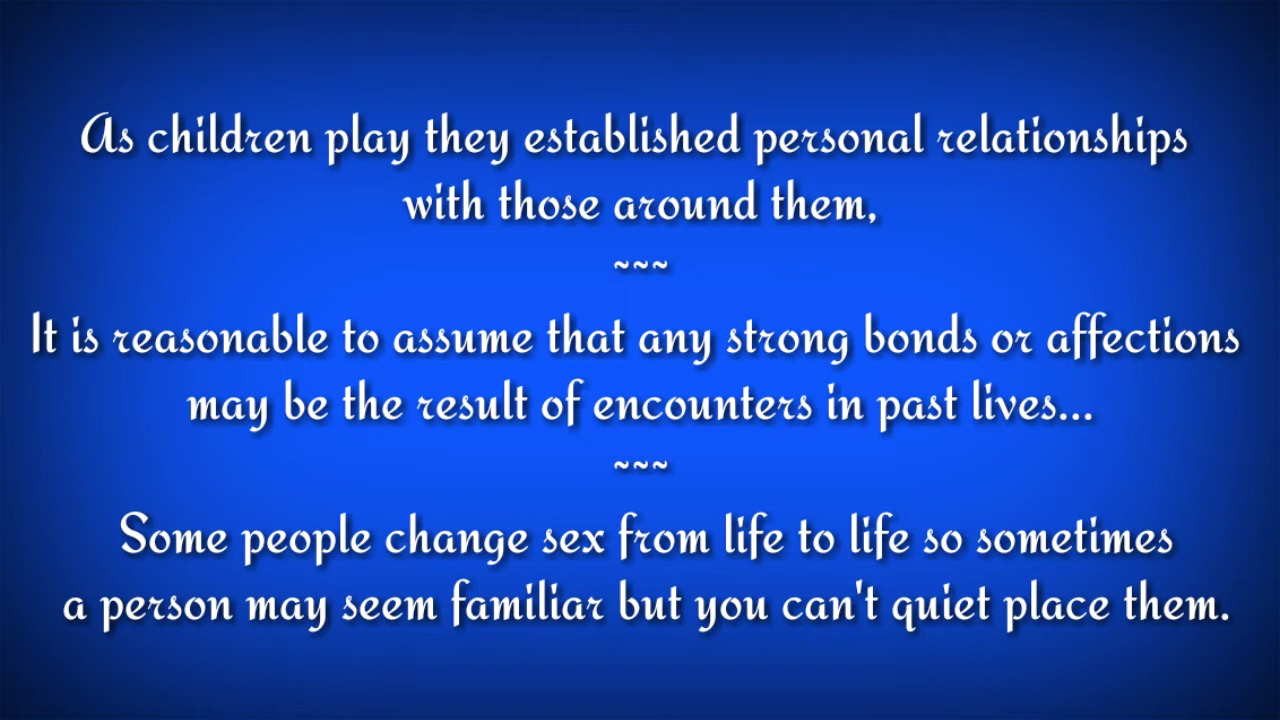 As children play they established personal relationships
with those around them,
~~~
It is reasonable to assume that any strong bonds or affections
may be the result of encounters in past lives...
~~~
Some people change sex from life to life so sometimes
a person may seem familiar but you can't quiet place them.